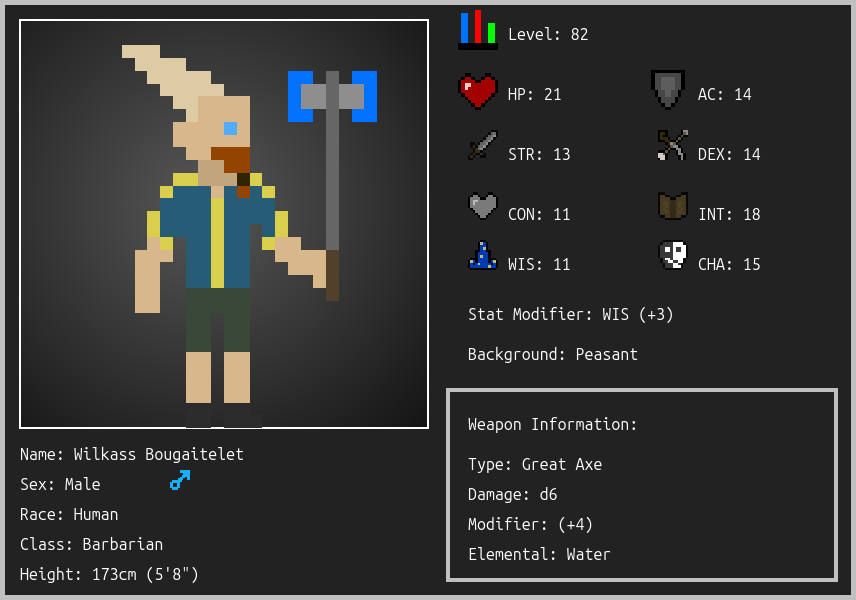 Level: 82
HP: 21
AC: 14
STR: 13
DEX: 14
CON: 11
INT: 18
WIS: 11
CHA: 15
Stat Modifier: WIS (+3)
Background: Peasant
Weapon Information:
Type: Great Axe
Damage: d6
Modifier: (+4)
Elemental: Water
Name: Wilkass Bougaitelet
Sex: Male
Race: Human
Class: Barbarian
Height: 173cm (5'8")